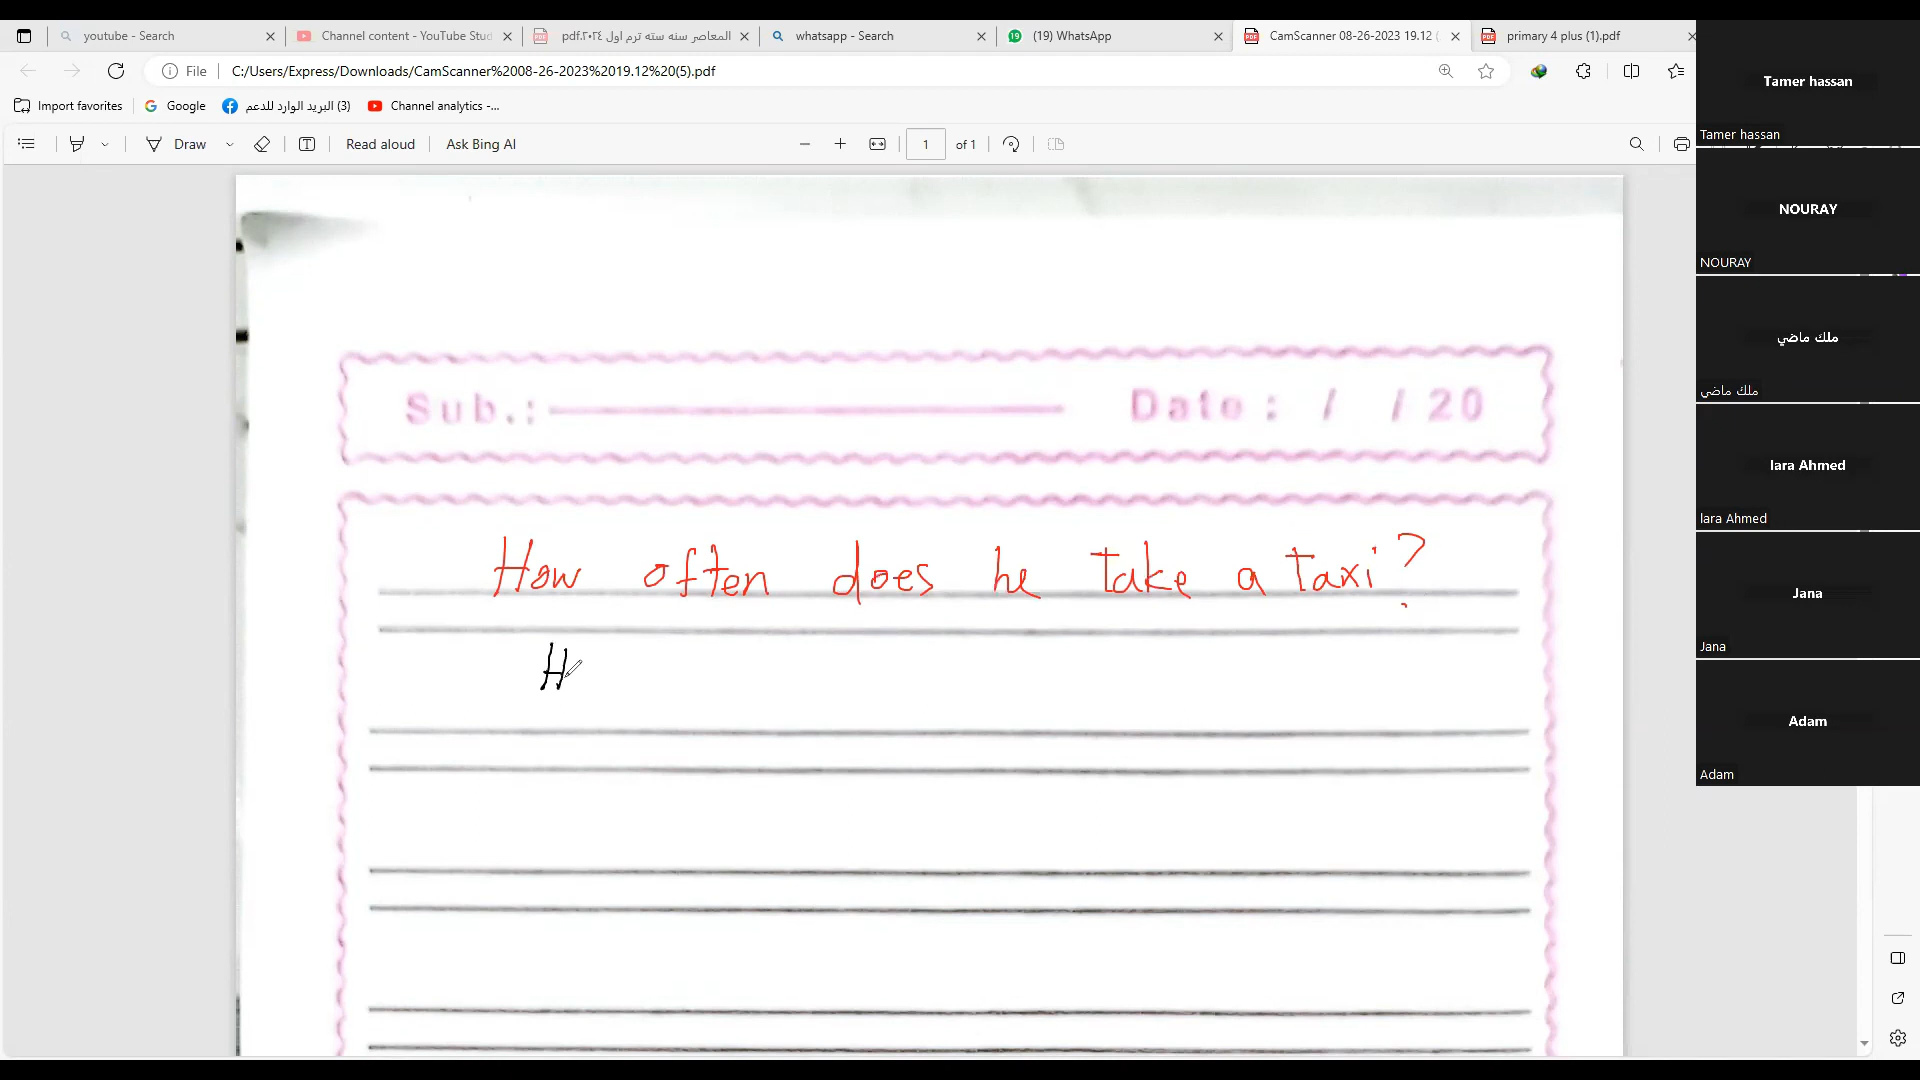 youtube - Search
Channel content - YouTube Stud
المعاصر سنه سته ترم اول ٢٠٢٤.pdf
whatsapp - Search
(19) WhatsApp
CamScanner 08-26-2023 19.12 (
primary 4 plus (1).pdf
File
C:/Users/Express/Downloads/CamScanner%2008-26-2023%2019.12%20(5).pdf
Import favorites
Google
(3) البريد الوارد للدعم
Channel analytics -...
Draw
Read aloud
Ask Bing AI
1
of 1
Sub.:
Date : / / 20
How often does he take a taxi?
H
Tamer hassan
Tamer hassan
NOURAY
NOURAY
ملك ماضي
ملك ماضي
lara Ahmed
lara Ahmed
Jana
Jana
Adam
Adam